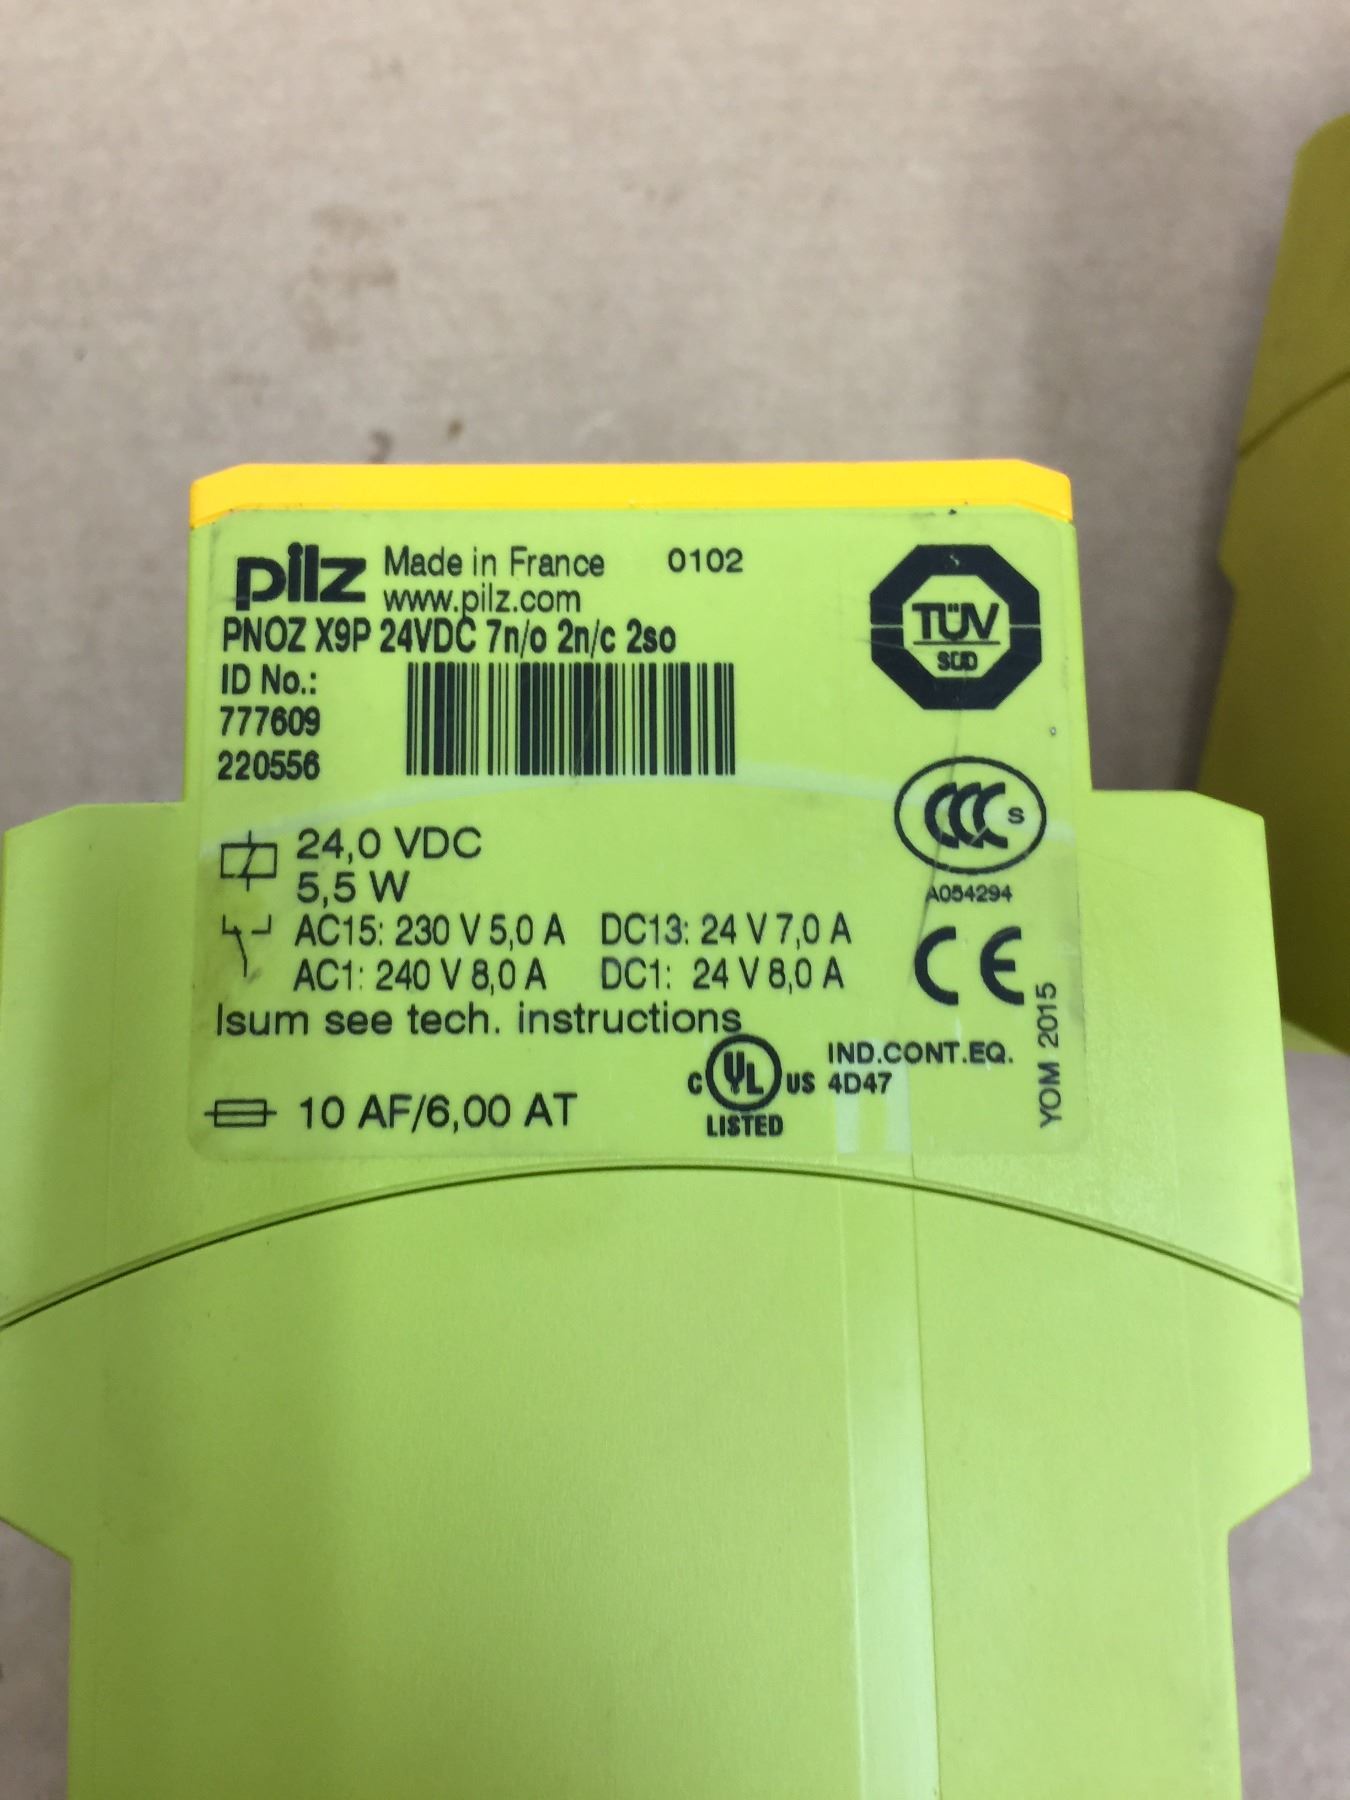 pilz Made in France 0102
www.pilz.com
PNOZ X9P 24VDC 7n/o 2n/c 2so
ID No.:
777609
220556
TÜV
SÜD
CCC S
A054294
24,0 VDC
5,5 W
AC15: 230 V 5,0 A DC13: 24 V 7,0 A
AC1: 240 V 8,0 A DC1: 24 V 8,0 A
CE
Isum see tech. instructions
YOM 2015
C UL US IND.CONT.EQ.
4D47
LISTED
10 AF/6,00 AT